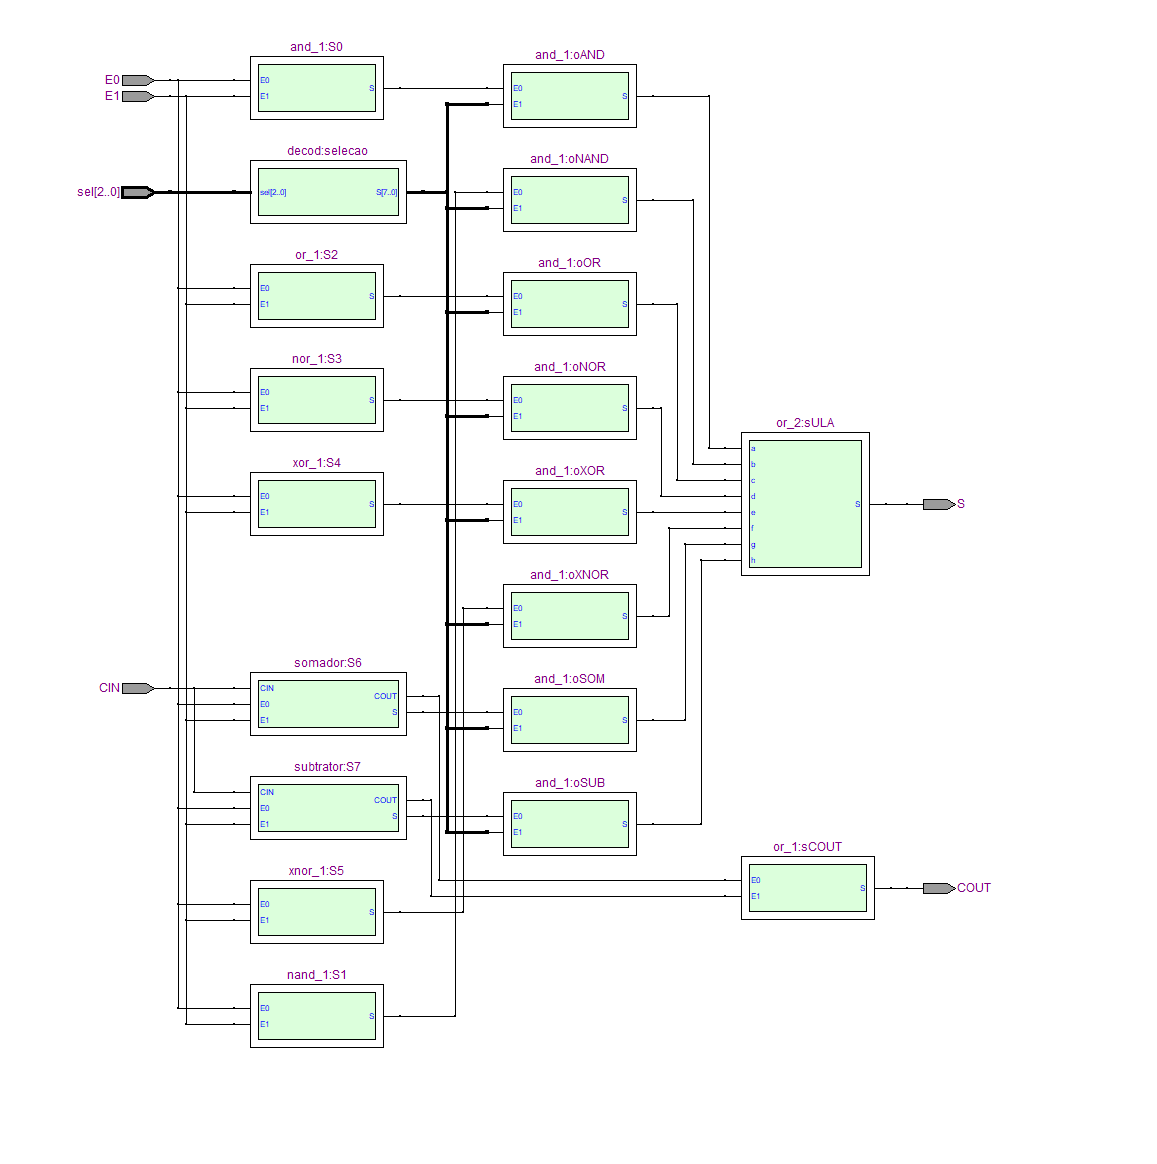 and_1:S0
E0
E1
E0
E1
S
and_1:oAND
E0
E1
S
decod:selecao
sel[2..0]
sel[2..0]
S[7..0]
and_1:oNAND
E0
E1
S
or_1:S2
E0
E1
S
and_1:oOR
E0
E1
S
nor_1:S3
E0
E1
S
and_1:oNOR
E0
E1
S
xor_1:S4
E0
E1
S
and_1:oXOR
E0
E1
S
or_2:sULA
a
b
c
d
e
f
g
h
S
S
and_1:oXNOR
E0
E1
S
somador:S6
CIN
CIN
E0
E1
COUT
S
and_1:oSOM
E0
E1
S
subtrator:S7
CIN
E0
E1
COUT
S
and_1:oSUB
E0
E1
S
or_1:sCOUT
E0
E1
S
COUT
xnor_1:S5
E0
E1
S
nand_1:S1
E0
E1
S